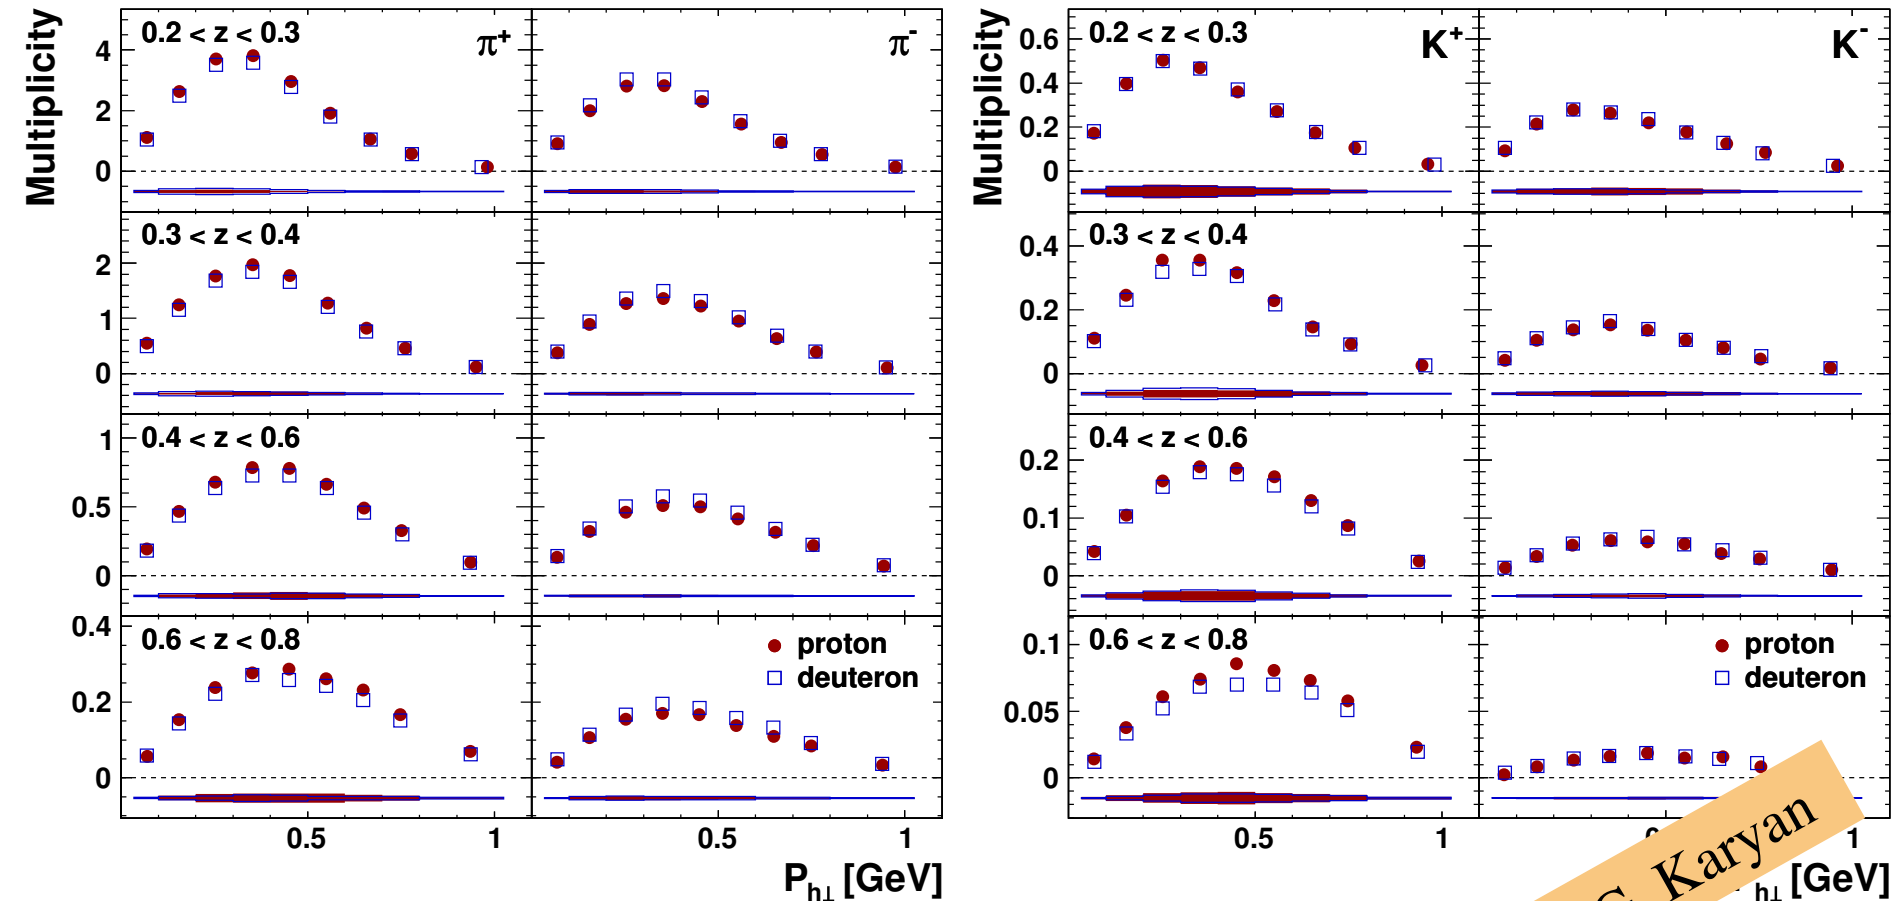 Multiplicity
0.2 < z < 0.3
π+
π-
4
2
0
0.3 < z < 0.4
2
1
0
0.4 < z < 0.6
1
0.5
0
0.6 < z < 0.8
proton
deuteron
0.4
0.2
0
0.5
1
0.5
1
Ph⊥ [GeV]
Multiplicity
0.2 < z < 0.3
K+
K-
0.6
0.4
0.2
0
0.3 < z < 0.4
0.4
0.2
0
0.4 < z < 0.6
0.2
0.1
0
0.6 < z < 0.8
proton
deuteron
0.1
0.05
0
0.5
1
1
h⊥ [GeV]
Karyan